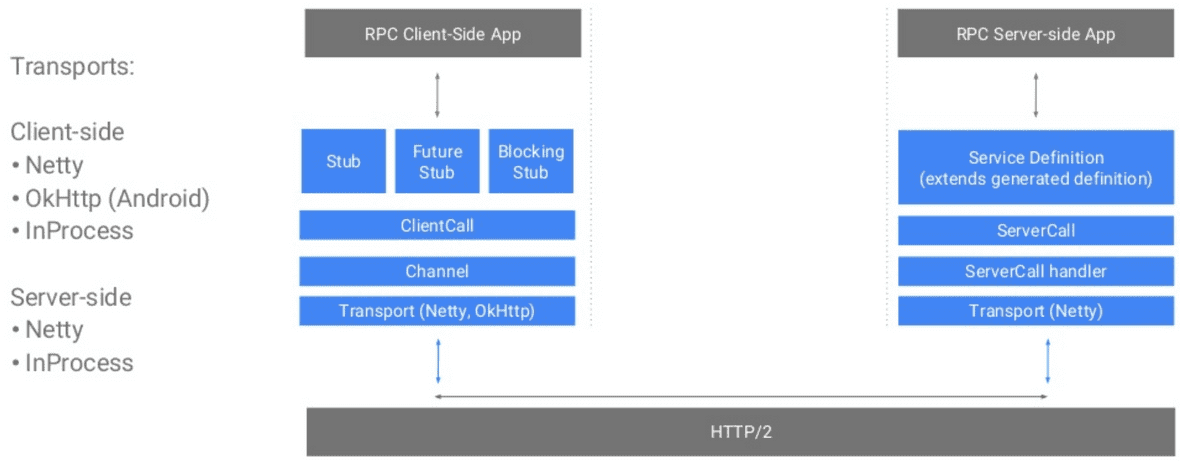 Transports:
Client-side
• Netty
• OkHttp (Android)
• InProcess
Server-side
• Netty
• InProcess
RPC Client-Side App
Stub
Future
Stub
Blocking
Stub
ClientCall
Channel
Transport (Netty, OkHttp)
RPC Server-side App
Service Definition
(extends generated definition)
ServerCall
ServerCall handler
Transport (Netty)
HTTP/2